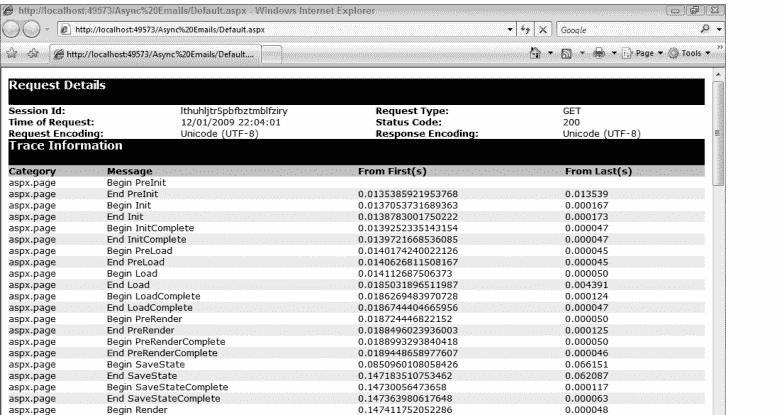 http://localhost:49573/Async%20Emails/Default.aspx - Windows Internet Explorer
http://localhost:49573/Async%20Emails/Default.aspx Google
http://localhost:49573/Async%20Emails/Default.... Page Tools
Request Details
Session Id: lthuhljtr5pbfbztmblfziry Request Type: GET
Time of Request: 12/01/2009 22:04:01 Status Code: 200
Request Encoding: Unicode (UTF-8) Response Encoding: Unicode (UTF-8)
Trace Information
Category Message From First(s) From Last(s)
aspx.page Begin PreInit
aspx.page End PreInit 0.0135385921953768 0.013539
aspx.page Begin Init 0.0137053731689363 0.000167
aspx.page End Init 0.0138783001750222 0.000173
aspx.page Begin InitComplete 0.0139252335143154 0.000047
aspx.page End InitComplete 0.0139721668536085 0.000047
aspx.page Begin PreLoad 0.0140174240022126 0.000045
aspx.page End PreLoad 0.0140626811508167 0.000045
aspx.page Begin Load 0.014112687506373 0.000050
aspx.page End Load 0.0185031896511987 0.004391
aspx.page Begin LoadComplete 0.0186269483970728 0.000124
aspx.page End LoadComplete 0.0186744404665956 0.000047
aspx.page Begin PreRender 0.018724446822152 0.000050
aspx.page End PreRender 0.0188496023936003 0.000125
aspx.page Begin PreRenderComplete 0.0188993293840418 0.000050
aspx.page End PreRenderComplete 0.0189448658977607 0.000046
aspx.page Begin SaveState 0.0850960108058426 0.066151
aspx.page End SaveState 0.147183510753462 0.062087
aspx.page Begin SaveStateComplete 0.14730056473658 0.000117
aspx.page End SaveStateComplete 0.147363980617648 0.000063
aspx.page Begin Render 0.147411752052286 0.000048